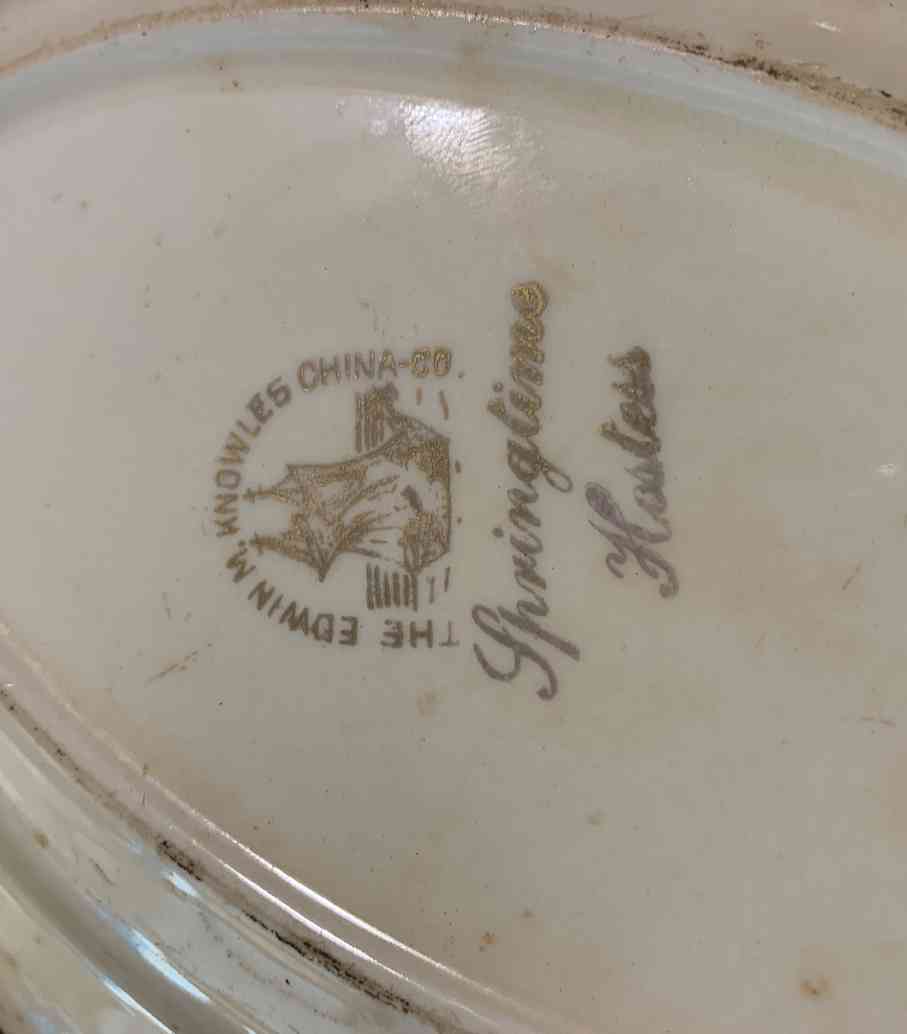 THE EDWIN M. KNOWLES CHINA-CO.
Springtime
Hostess